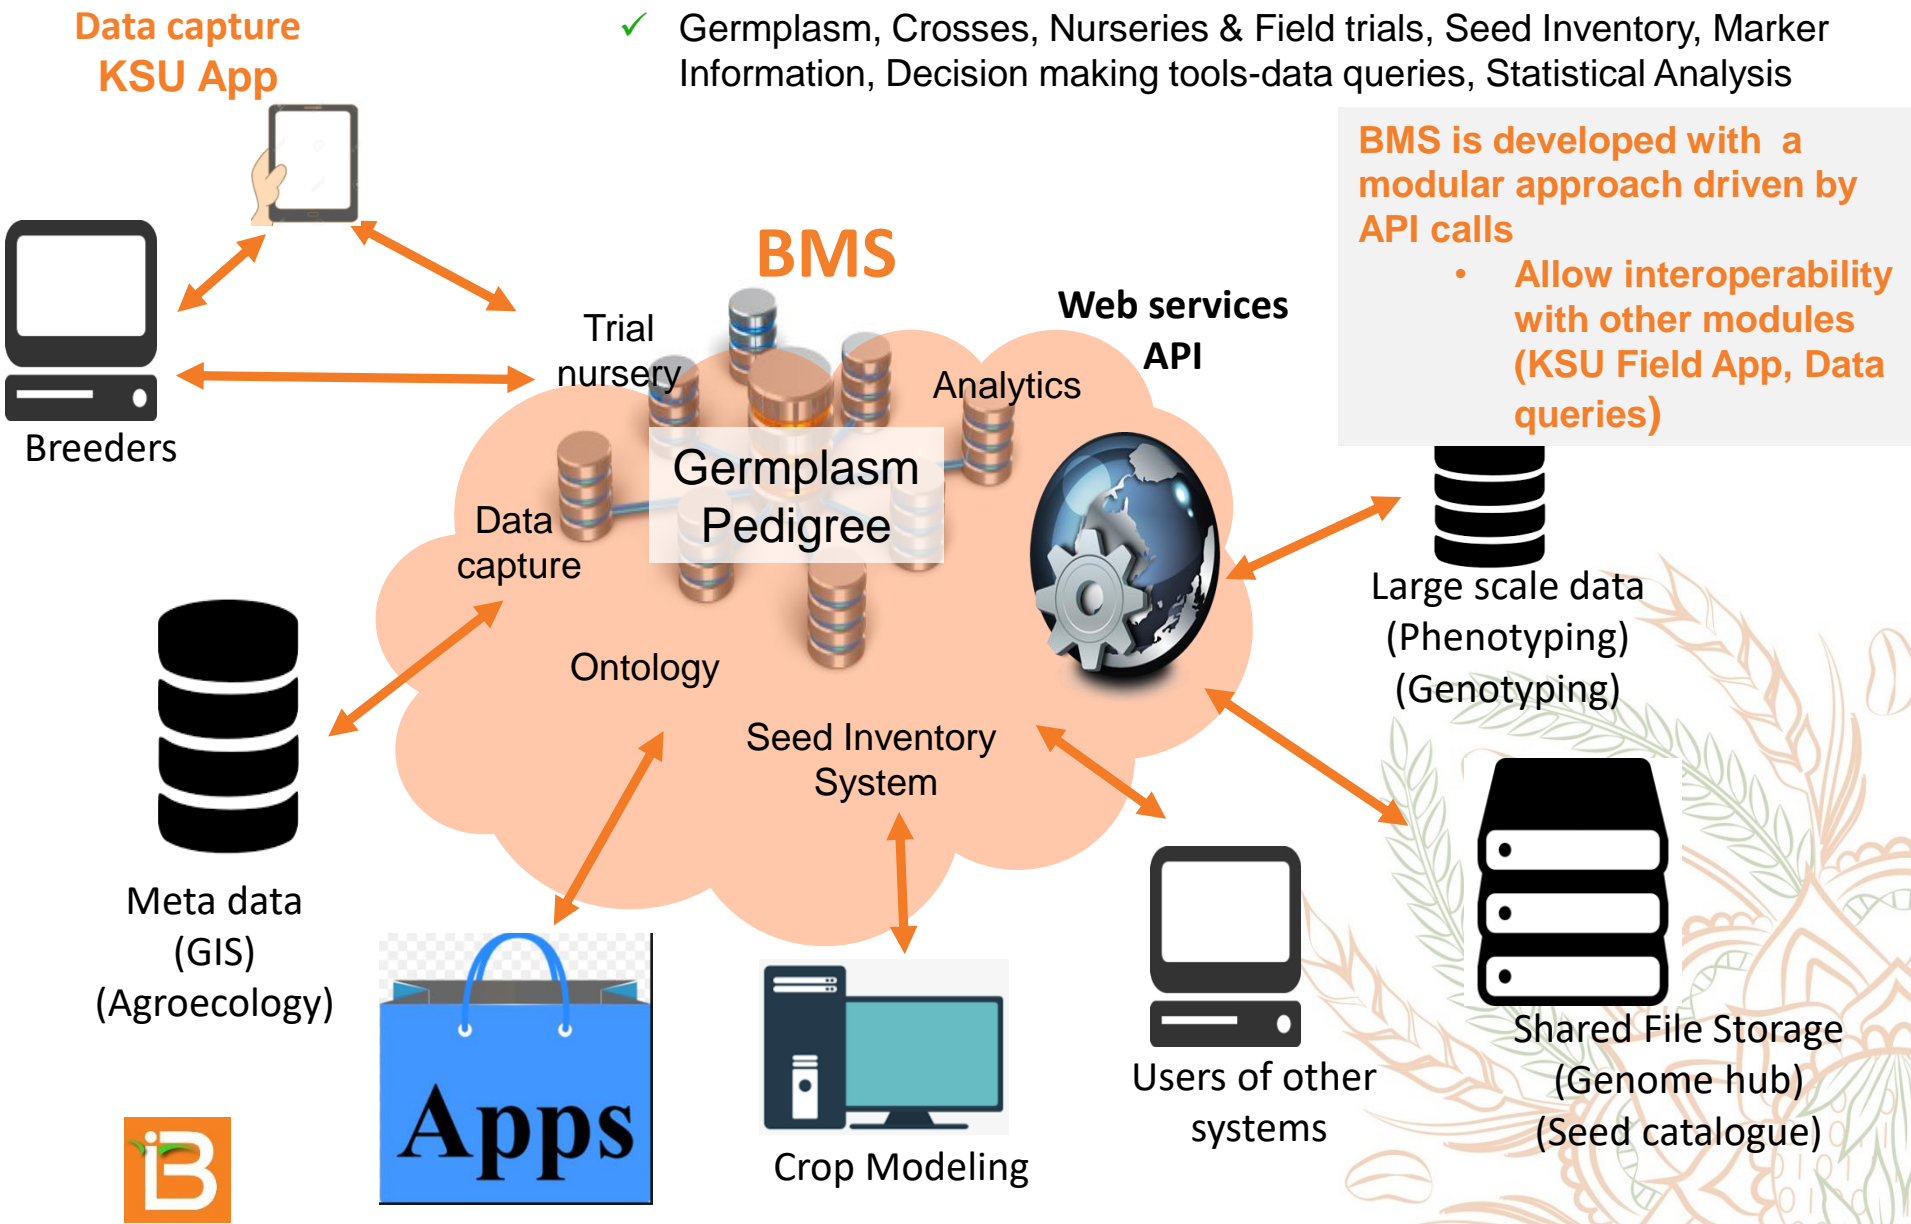 Data capture
KSU App
✓ Germplasm, Crosses, Nurseries & Field trials, Seed Inventory, Marker
Information, Decision making tools-data queries, Statistical Analysis
BMS is developed with a
modular approach driven by
API calls
• Allow interoperability
with other modules
(KSU Field App, Data
queries)
BMS
Web services
API
Trial
nursery
Analytics
Breeders
Germplasm
Pedigree
Data
capture
Large scale data
(Phenotyping)
(Genotyping)
Ontology
Seed Inventory
System
Meta data
(GIS)
(Agroecology)
Apps
Crop Modeling
Users of other
systems
Shared File Storage
(Genome hub)
(Seed catalogue)
iB